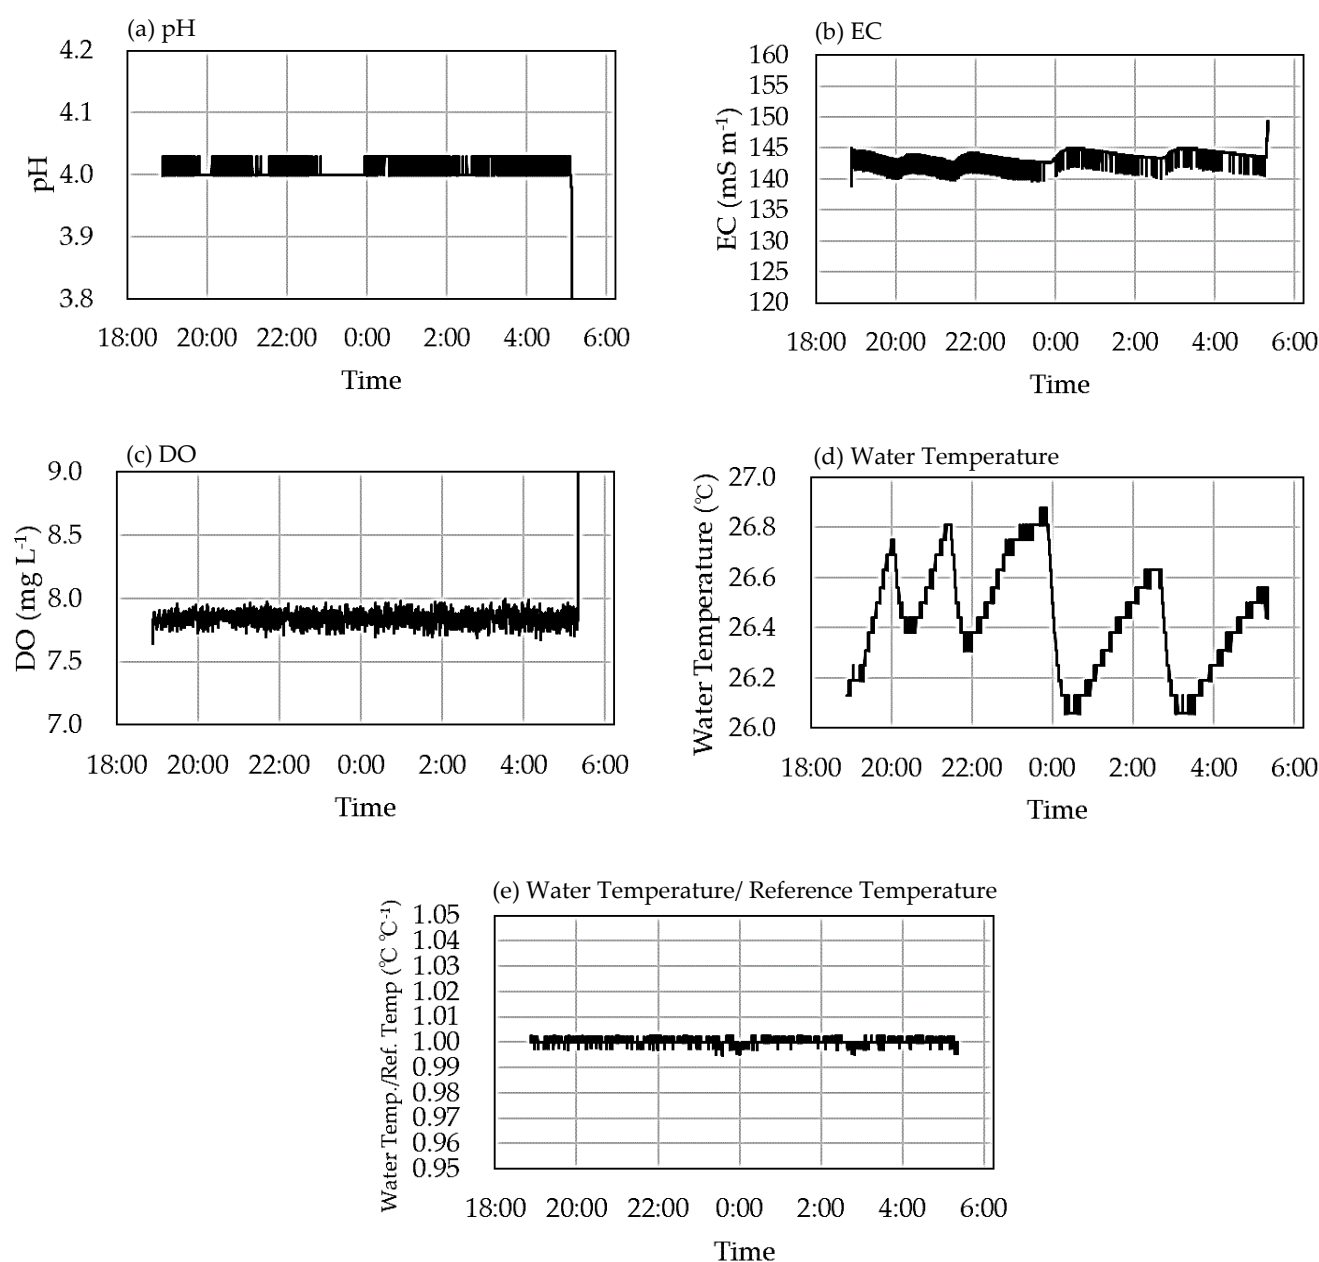 (a) pH
4.2
4.1
4.0
3.9
3.8
pH
18:00 20:00 22:00 0:00 2:00 4:00 6:00
Time
(b) EC
160
155
150
145
140
135
130
125
120
EC (mS m⁻¹)
18:00 20:00 22:00 0:00 2:00 4:00 6:00
Time
(c) DO
9.0
8.5
8.0
7.5
7.0
DO (mg L⁻¹)
18:00 20:00 22:00 0:00 2:00 4:00 6:00
Time
(d) Water Temperature
27.0
26.8
26.6
26.4
26.2
26.0
Water Temperature (℃)
18:00 20:00 22:00 0:00 2:00 4:00 6:00
Time
(e) Water Temperature/ Reference Temperature
1.05
1.04
1.03
1.02
1.01
1.00
0.99
0.98
0.97
0.96
0.95
Water Temp./Ref. Temp (℃ ℃⁻¹)
18:00 20:00 22:00 0:00 2:00 4:00 6:00
Time